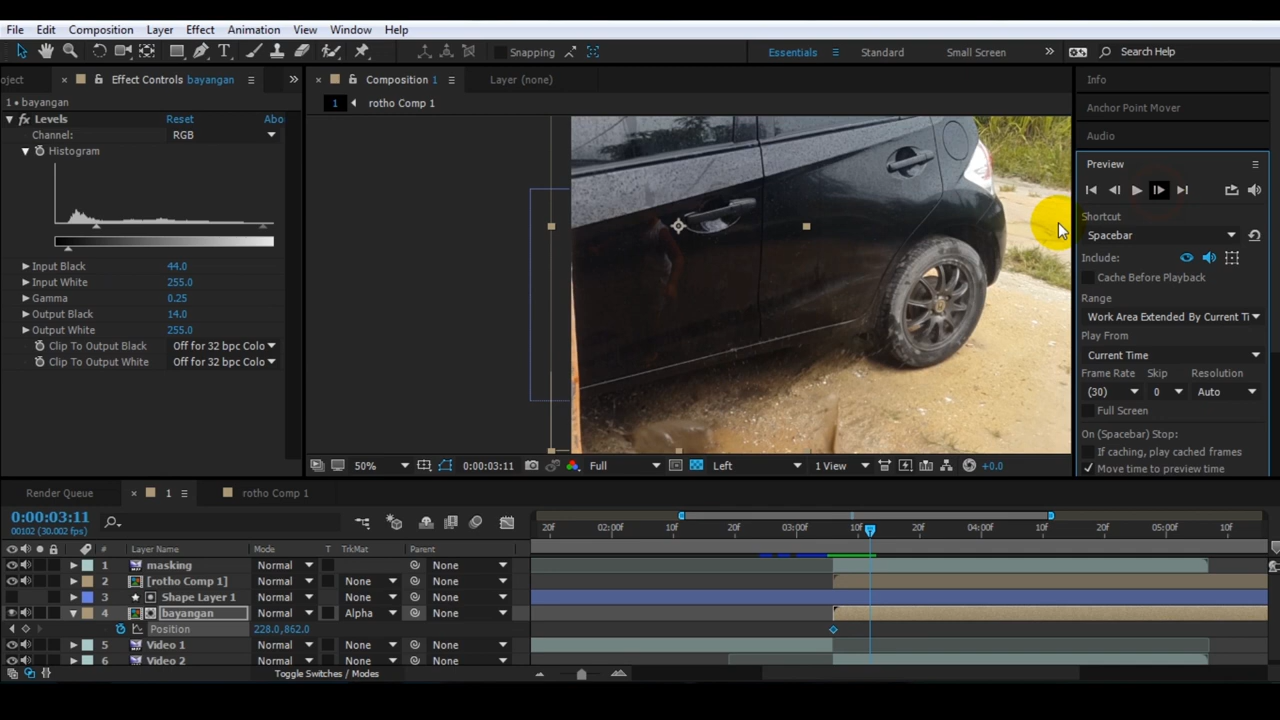 File Edit Composition Layer Effect Animation View Window Help
Snapping Essentials Standard Small Screen Search Help
oject Effect Controls bayangan
1 • bayangan
fx Levels Reset Abo
Channel: RGB
Histogram
Input Black 44.0
Input White 255.0
Gamma 0.25
Output Black 14.0
Output White 255.0
Clip To Output Black Off for 32 bpc Colo
Clip To Output White Off for 32 bpc Colo
Composition 1 Layer (none)
1 rotho Comp 1
50% 0:00:03:11 Full Left 1 View +0.0
Info
Anchor Point Mover
Audio
Preview
Shortcut
Spacebar
Include:
Cache Before Playback
Range
Work Area Extended By Current Ti
Play From
Current Time
Frame Rate Skip Resolution
(30) 0 Auto
Full Screen
On (Spacebar) Stop:
If caching, play cached frames
Move time to preview time
Render Queue 1 rotho Comp 1
0:00:03:11
00102 (30.002 fps)
20f 02:00f 10f 20f 03:00f 10f 20f 04:00f 10f 20f 05:00f 10f
# Layer Name Mode T TrkMat Parent
1 masking Normal None
2 [rotho Comp 1] Normal None None
3 Shape Layer 1 Normal None None
4 bayangan Normal Alpha None
Position 228.0,862.0
5 Video 1 Normal None None
6 Video 2 Normal None None
Toggle Switches / Modes